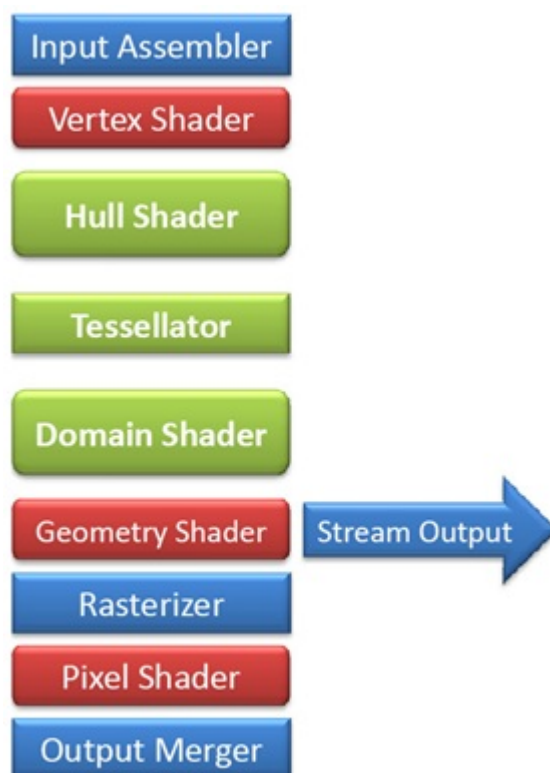 Input Assembler
Vertex Shader
Hull Shader
Tessellator
Domain Shader
Geometry Shader
Stream Output
Rasterizer
Pixel Shader
Output Merger